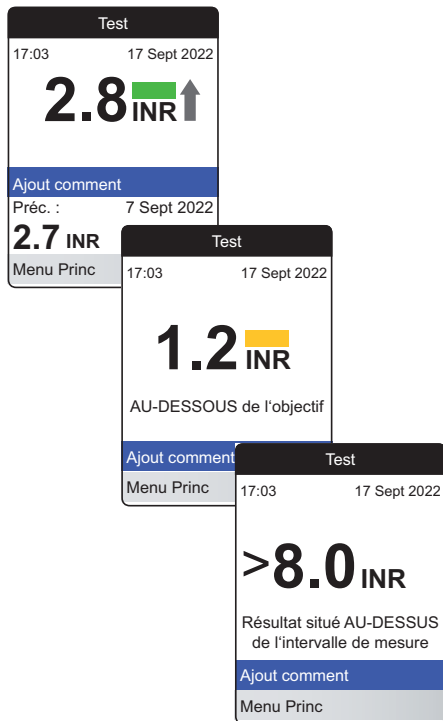 Test
17:03 17 Sept 2022
2.8 INR
Ajout comment
Préc. : 7 Sept 2022
2.7 INR
Menu Princ
Test
17:03 17 Sept 2022
1.2 INR
AU-DESSOUS de l‘objectif
Ajout comment
Menu Princ
Test
17:03 17 Sept 2022
>8.0 INR
Résultat situé AU-DESSUS
de l‘intervalle de mesure
Ajout comment
Menu Princ